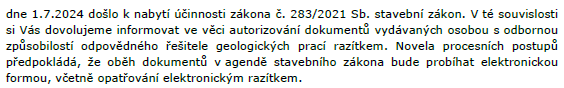 dne 1.7.2024 došlo k nabytí účinnosti zákona č. 283/2021 Sb. stavební zákon. V té souvislosti
si Vás dovolujeme informovat ve věci autorizování dokumentů vydávaných osobou s odbornou
způsobilostí odpovědného řešitele geologických prací razítkem. Novela procesních postupů
předpokládá, že oběh dokumentů v agendě stavebního zákona bude probíhat elektronickou
formou, včetně opatřování elektronickým razítkem.